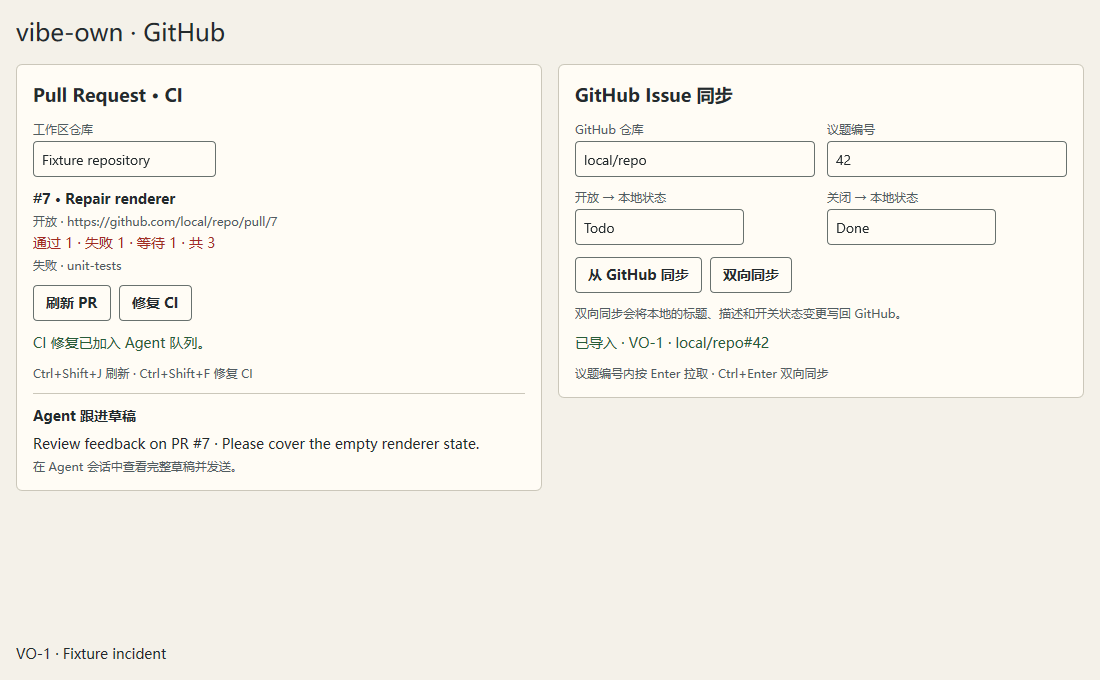 vibe-own · GitHub
Pull Request • CI
工作区仓库
Fixture repository
#7 • Repair renderer
开放 · https://github.com/local/repo/pull/7
通过 1 · 失败 1 · 等待 1 · 共 3
失败 · unit-tests
刷新 PR 修复 CI
CI 修复已加入 Agent 队列。
Ctrl+Shift+J 刷新 · Ctrl+Shift+F 修复 CI
Agent 跟进草稿
Review feedback on PR #7 · Please cover the empty renderer state.
在 Agent 会话中查看完整草稿并发送。
GitHub Issue 同步
GitHub 仓库 议题编号
local/repo 42
开放 → 本地状态 关闭 → 本地状态
Todo Done
从 GitHub 同步 双向同步
双向同步会将本地的标题、描述和开关状态变更写回 GitHub。
已导入 · VO-1 · local/repo#42
议题编号内按 Enter 拉取 · Ctrl+Enter 双向同步
VO-1 · Fixture incident